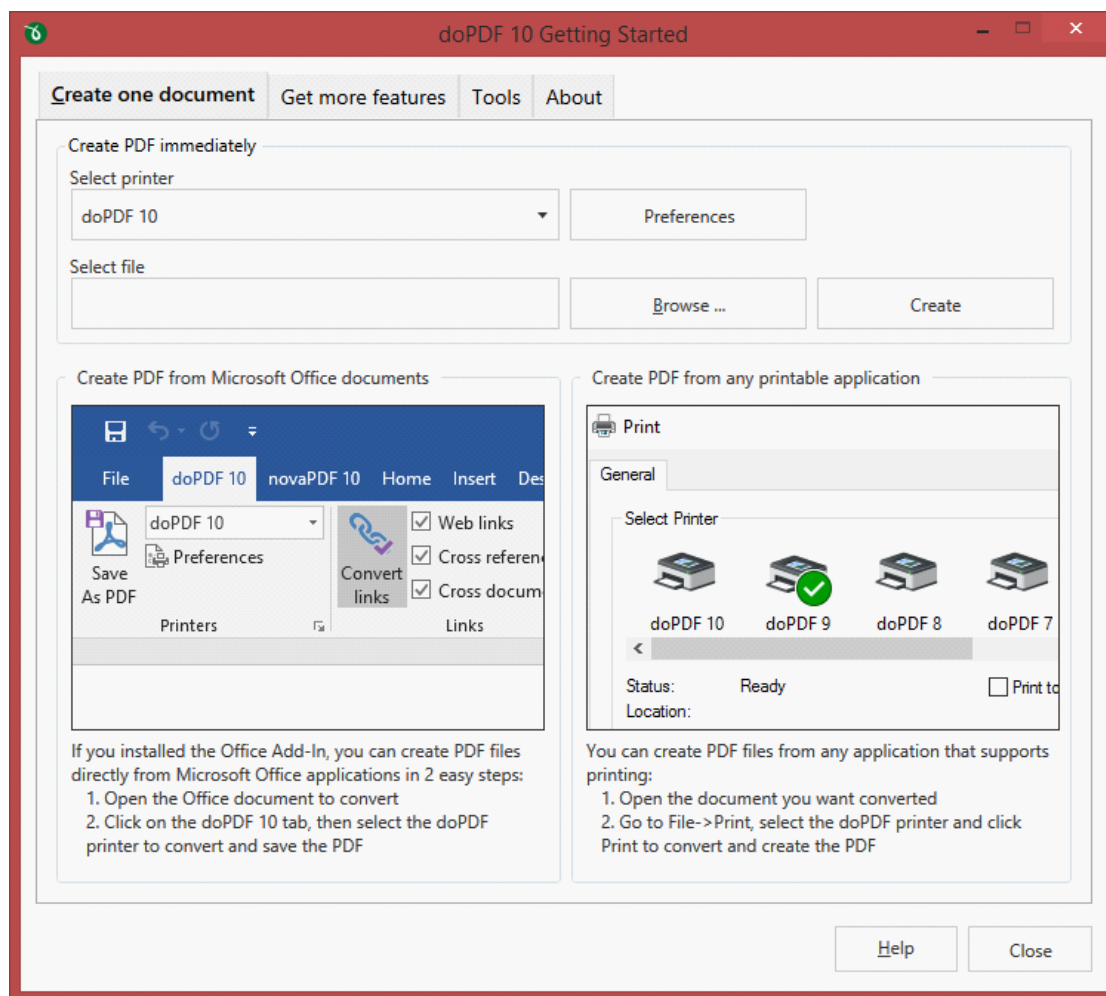 doPDF 10 Getting Started
Create one document
Get more features
Tools
About
Create PDF immediately
Select printer
doPDF 10
Preferences
Select file
Browse ...
Create
Create PDF from Microsoft Office documents
File
doPDF 10
novaPDF 10
Home
Insert
Des
doPDF 10
Preferences
Save
As PDF
Printers
Convert
links
Web links
Cross referen
Cross docum
Links
If you installed the Office Add-In, you can create PDF files
directly from Microsoft Office applications in 2 easy steps:
1. Open the Office document to convert
2. Click on the doPDF 10 tab, then select the doPDF
printer to convert and save the PDF
Create PDF from any printable application
Print
General
Select Printer
doPDF 10
doPDF 9
doPDF 8
doPDF 7
Status:
Ready
Print to
Location:
You can create PDF files from any application that supports
printing:
1. Open the document you want converted
2. Go to File->Print, select the doPDF printer and click
Print to convert and create the PDF
Help
Close